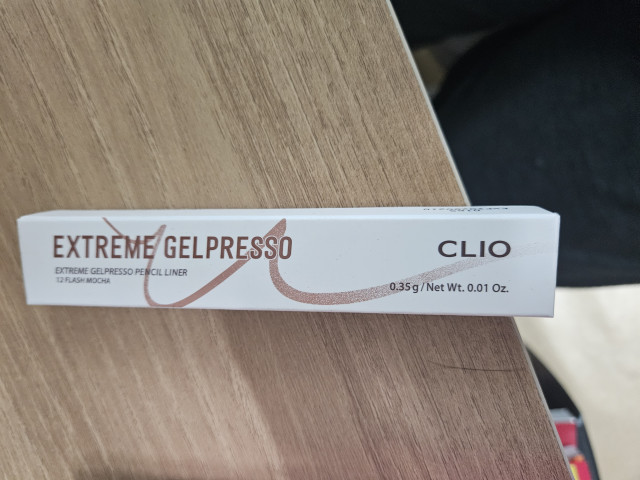 EXTREME GELPRESSO
EXTREME GELPRESSO PENCIL LINER
12 FLASH MOCHA
CLIO
0.35g/Net Wt. 0.01 Oz.